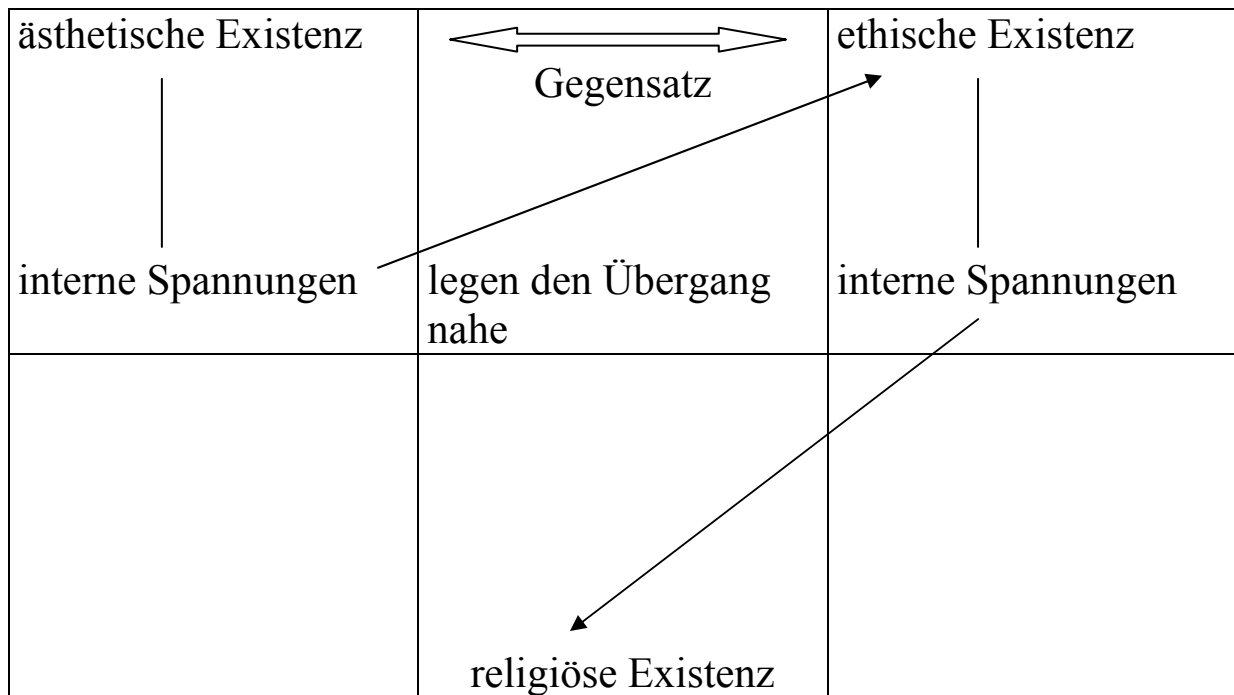 ästhetische Existenz
Gegensatz
ethische Existenz
interne Spannungen
legen den Übergang
nahe
interne Spannungen
religiöse Existenz